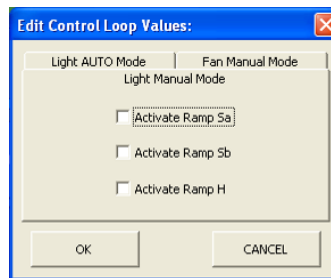 Edit Control Loop Values:
Light AUTO Mode Fan Manual Mode
Light Manual Mode
Activate Ramp Sa
Activate Ramp Sb
Activate Ramp H
OK CANCEL